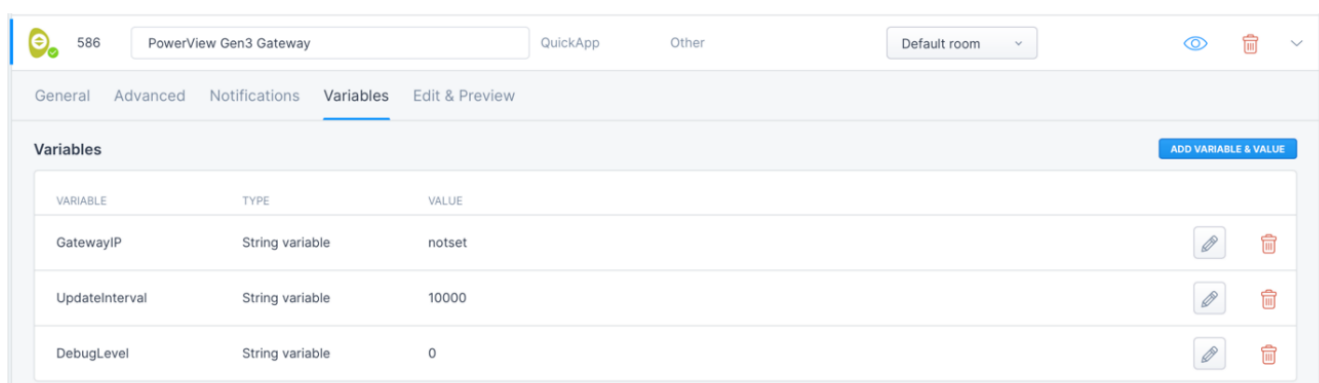 586 PowerView Gen3 Gateway QuickApp Other Default room
General Advanced Notifications Variables Edit & Preview
Variables ADD VARIABLE & VALUE
VARIABLE TYPE VALUE
GatewayIP String variable notset
UpdateInterval String variable 10000
DebugLevel String variable 0